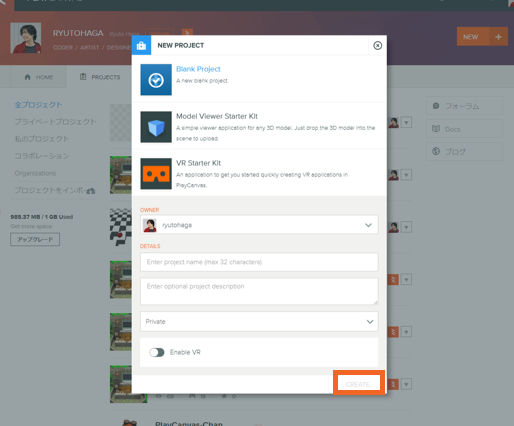 RYUTOHAGA
ryuto haga
CODER / ARTIST / DESIGNE
NEW +
HOME
PROJECTS
全プロジェクト
プライベートプロジェクト
私のプロジェクト
コラボレーション
Organizations
プロジェクトをインポ
989.37 MB / 1 GB Used
Get more space
アップグレード
NEW PROJECT
Blank Project
A new blank project.
Model Viewer Starter Kit
A simple viewer application for any 3D model. Just drop the 3D model into the
scene to upload.
VR Starter Kit
An application to get you started quickly creating VR applications in
PlayCanvas.
OWNER
ryutohaga
DETAILS
Enter project name (max 32 characters)
Enter optional project description
Private
Enable VR
CREATE
フォーラム
Docs
ブログ
PlayCanvas-Chan